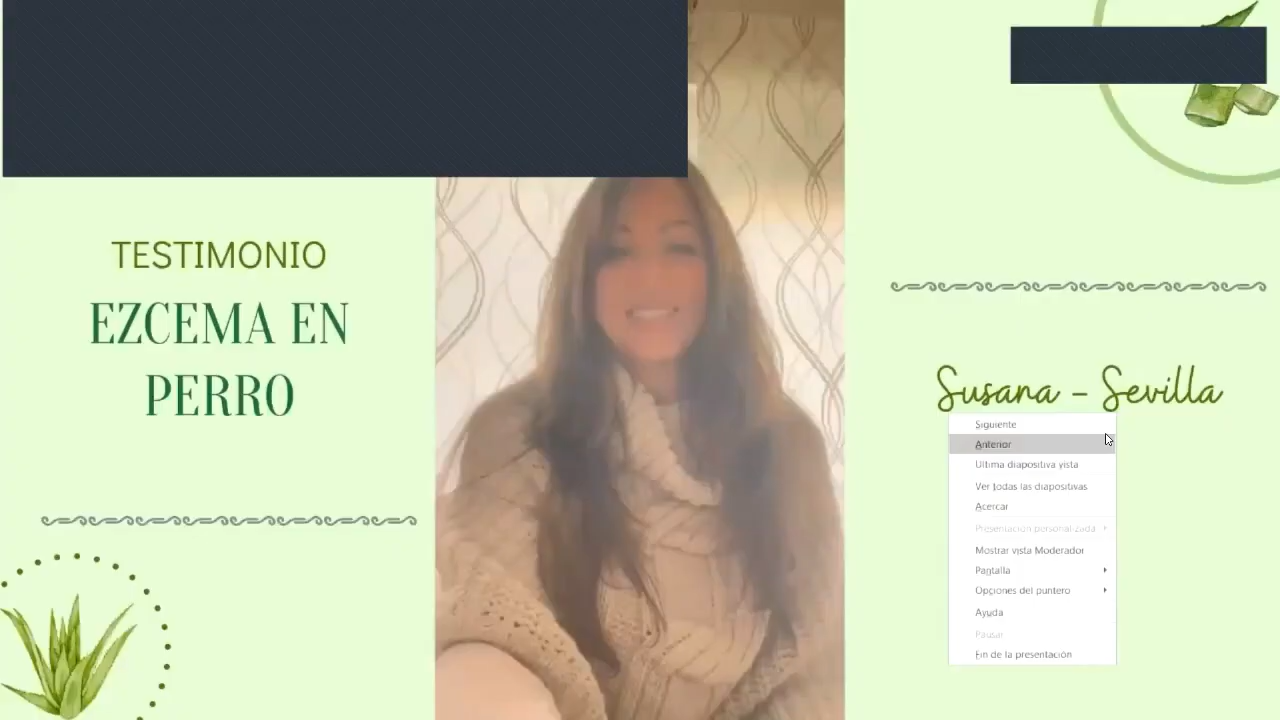 TESTIMONIO
EZCEMA EN
PERRO
Susana - Sevilla
Siguiente
Anterior
Última diapositiva vista
Ver todas las diapositivas
Acercar
Presentación personalizada
Mostrar vista Moderador
Pantalla
Opciones del puntero
Ayuda
Pausar
Fin de la presentación